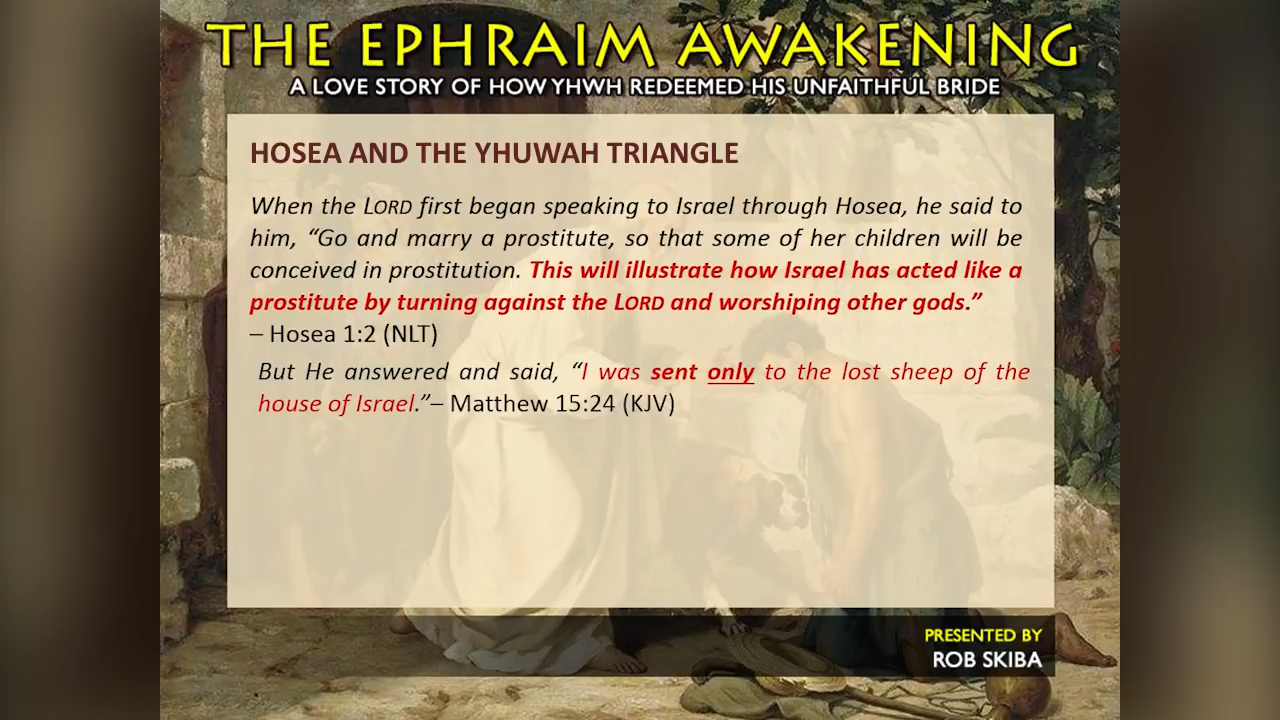 THE EPHRAIM AWAKENING
A LOVE STORY OF HOW YHWH REDEEMED HIS UNFAITHFUL BRIDE
HOSEA AND THE YHUWAH TRIANGLE
When the LORD first began speaking to Israel through Hosea, he said to
him, “Go and marry a prostitute, so that some of her children will be
conceived in prostitution. This will illustrate how Israel has acted like a
prostitute by turning against the LORD and worshiping other gods.”
– Hosea 1:2 (NLT)
But He answered and said, “I was sent only to the lost sheep of the
house of Israel.”– Matthew 15:24 (KJV)
PRESENTED BY
ROB SKIBA